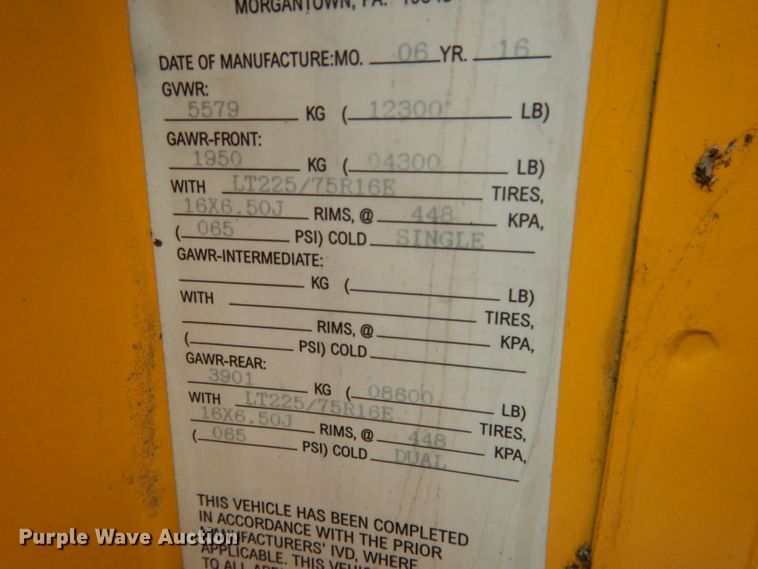 MORGANTOWN, PA.
DATE OF MANUFACTURE:MO. 06 YR. 16
GVWR:
5579 KG ( 12300 LB)
GAWR-FRONT:
1950 KG ( 04300 LB)
WITH LT225/75R16E TIRES,
16X6.50J RIMS, @ 448 KPA,
( 065 PSI) COLD SINGLE
GAWR-INTERMEDIATE:
KG ( LB)
WITH TIRES,
RIMS, @ KPA,
( PSI) COLD
GAWR-REAR:
3901 KG ( 08600 LB)
WITH LT225/75R16E TIRES,
16X6.50J RIMS, @ 448 KPA,
( 065 PSI) COLD DUAL
THIS VEHICLE HAS BEEN COMPLETED
IN ACCORDANCE WITH THE PRIOR
MANUFACTURERS' IVD, WHERE
APPLICABLE. THIS
TO ALL
Purple Wave Auction